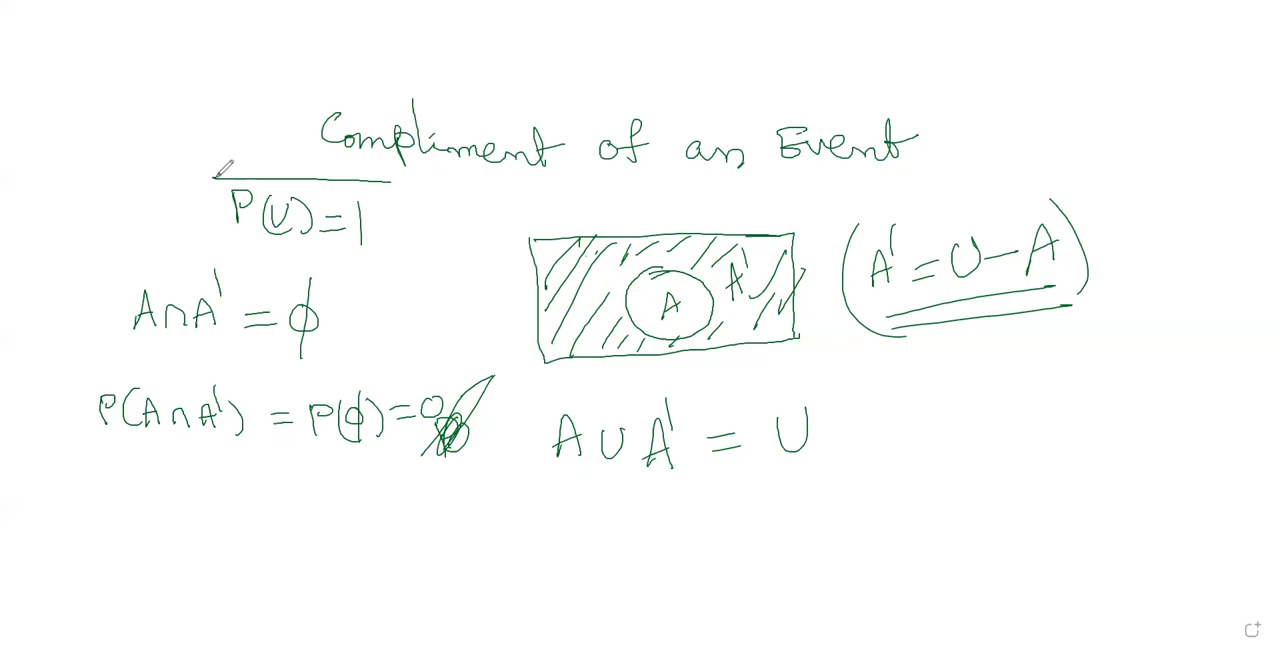 Compliment of an Event
P(U) = 1
A' = U - A
A'
A
A ∩ A' = ϕ
P(A ∩ A') = P(ϕ) = 0
A ∪ A' = U